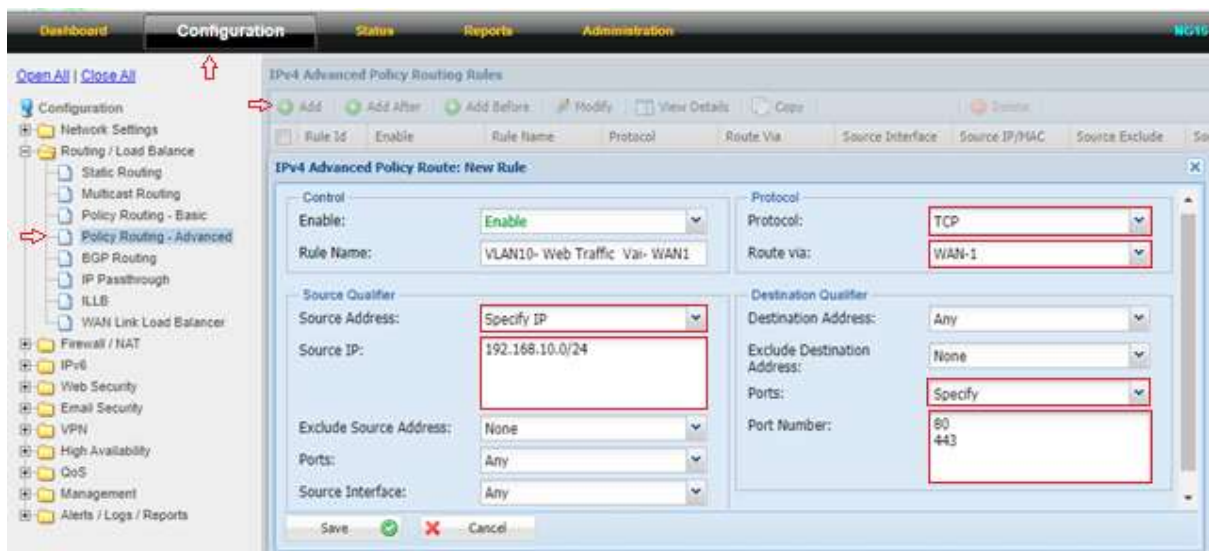 Dashboard Configuration Status Reports Administration
Open All | Close All
Configuration
Network Settings
Routing / Load Balance
Static Routing
Multicast Routing
Policy Routing - Basic
Policy Routing - Advanced
BGP Routing
IP Passthrough
ILLB
WAN Link Load Balancer
Firewall / NAT
IPv6
Web Security
Email Security
VPN
High Availability
QoS
Management
Alerts / Logs / Reports
IPv4 Advanced Policy Routing Rules
Add Add After Add Before Modify View Details Copy Delete
Rule Id Enable Rule Name Protocol Route Via Source Interface Source IP/MAC Source Exclude
IPv4 Advanced Policy Route: New Rule
Control
Enable: Enable
Rule Name: VLAN10- Web Traffic Vai- WAN1
Protocol
Protocol: TCP
Route via: WAN-1
Source Qualifier
Source Address: Specify IP
Source IP: 192.168.10.0/24
Exclude Source Address: None
Ports: Any
Source Interface: Any
Destination Qualifier
Destination Address: Any
Exclude Destination
Address:
None
Ports: Specify
Port Number: 80
443
Save Cancel